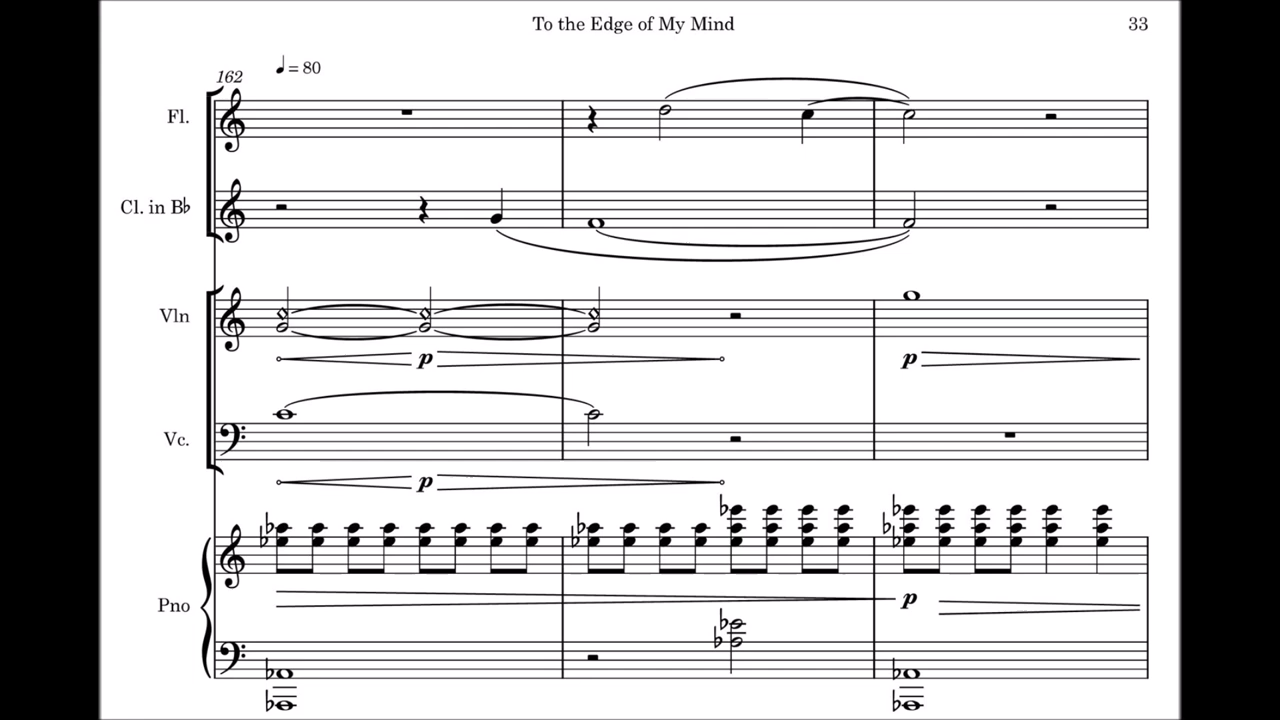 To the Edge of My Mind
33
= 80
162
Fl.
Cl. in B♭
Vln
p
p
Vc.
p
Pno
p